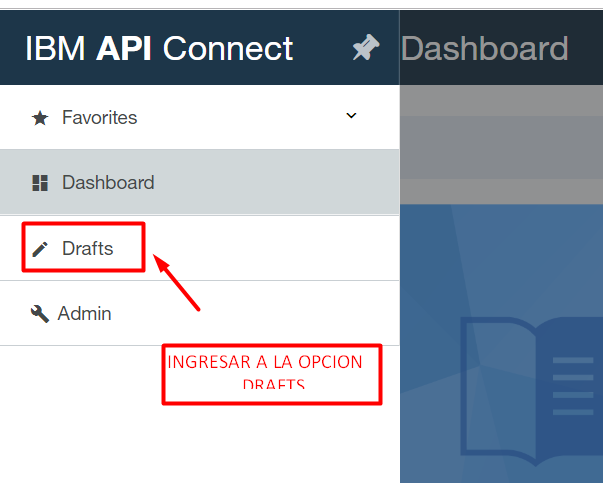 IBM API Connect
Dashboard
Favorites
Dashboard
Drafts
Admin
INGRESAR A LA OPCION
DRAFTS